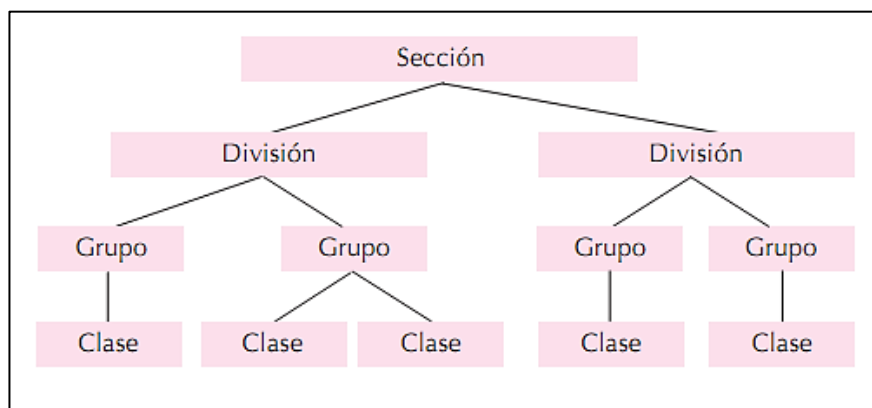 Sección
División División
Grupo Grupo Grupo Grupo
Clase Clase Clase Clase Clase